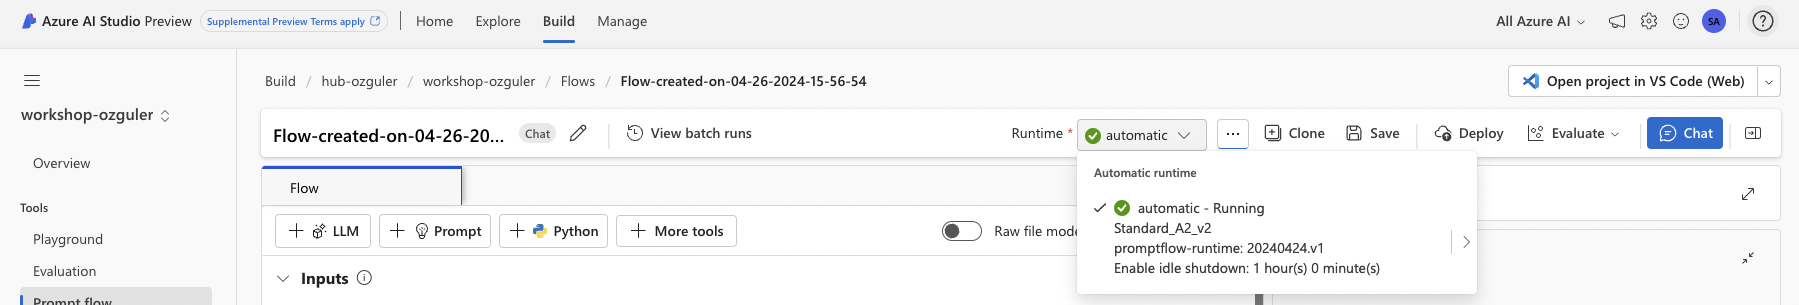 Azure AI Studio Preview Supplemental Preview Terms apply Home Explore Build Manage All Azure AI SA
Build / hub-ozguler / workshop-ozguler / Flows / Flow-created-on-04-26-2024-15-56-54 Open project in VS Code (Web)
workshop-ozguler
Flow-created-on-04-26-20... Chat View batch runs Runtime * automatic ... Clone Save Deploy Evaluate Chat
Overview
Automatic runtime
Flow
Tools
automatic - Running
Standard_A2_v2
LLM Prompt Python More tools Raw file mode
Playground
promptflow-runtime: 20240424.v1
Enable idle shutdown: 1 hour(s) 0 minute(s)
Evaluation
Inputs
Prompt flow